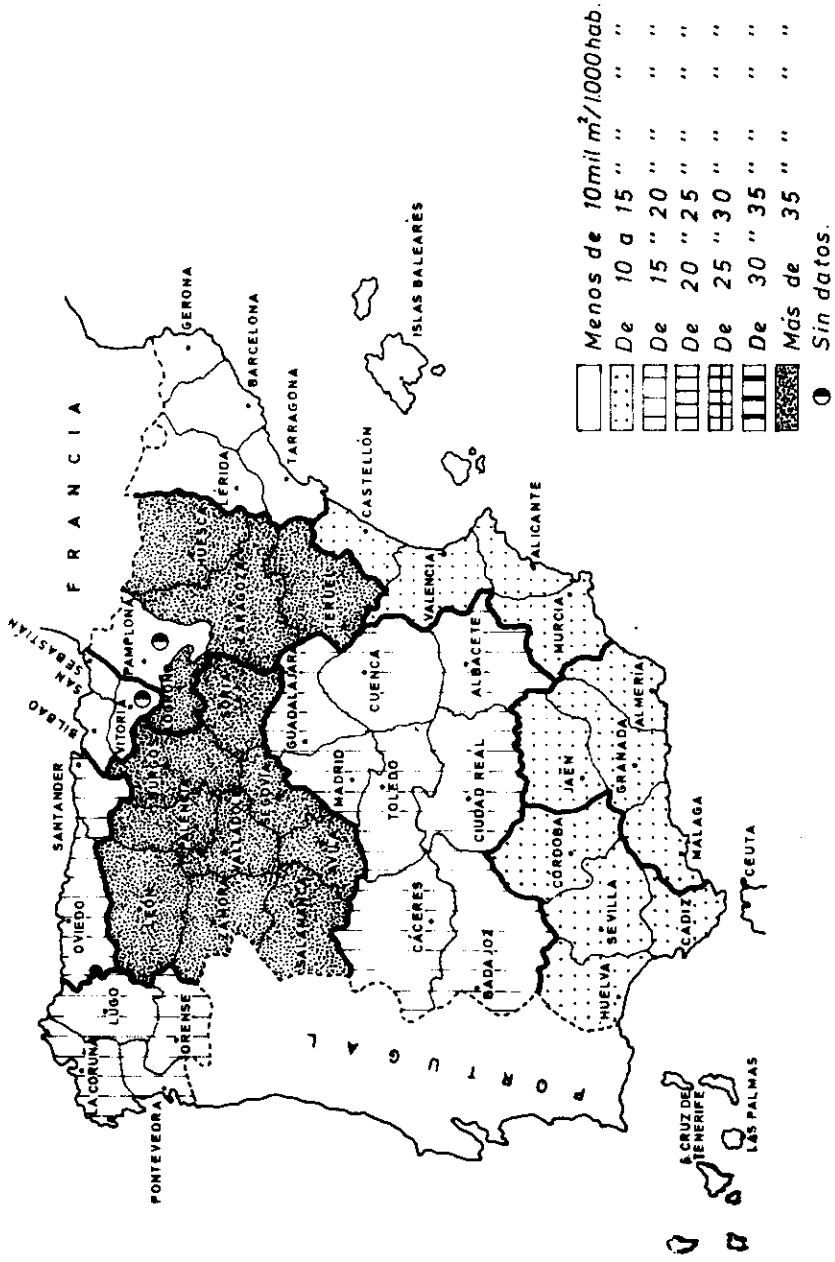 FRANCIA
SAN SEBASTIAN
BILBAO
SANTANDER
OVIEDO
LA CORUÑA
LUGO
PONTEVEDRA
ORENSE
VITORIA
PAMPLONA
LEÓN
PALENCIA
BURGOS
LOGROÑO
HUESCA
LÉRIDA
GERONA
BARCELONA
TARRAGONA
ZAMORA
VALLADOLID
SORIA
ZARAGOZA
TERUEL
SALAMANCA
AVILA
SEGOVIA
GUADALAJARA
MADRID
CUENCA
CASTELLÓN
ISLAS BALEARES
PORTUGAL
CÁCERES
TOLEDO
VALENCIA
BADAJOZ
CIUDAD REAL
ALBACETE
ALICANTE
MURCIA
HUELVA
SEVILLA
CÓRDOBA
JAÉN
GRANADA
ALMERIA
CÁDIZ
MÁLAGA
CEUTA
S. CRUZ DE TENERIFE
LAS PALMAS
Menos de 10mil m²/1.000 hab.
De 10 a 15 " " "
De 15 " 20 " " "
De 20 " 25 " " "
De 25 " 30 " " "
De 30 " 35 " " "
Más de 35 " " "
Sin datos.